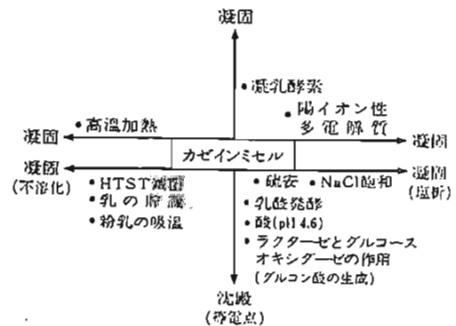 凝固
•凝乳酵素
•陽イオン性
多電解質
•高温加熱
凝固
カゼインミセル
凝固
凝固
(不溶化)
•HTST滅菌
•乳の貯蔵
•粉乳の吸湿
•硫安 •NaCl飽和
凝固
(塩析)
•乳酸発酵
•酸(pH 4.6)
•ラクターゼとグルコース
オキシダーゼの作用
(グルコン酸の生成)
沈殿
(等電点)